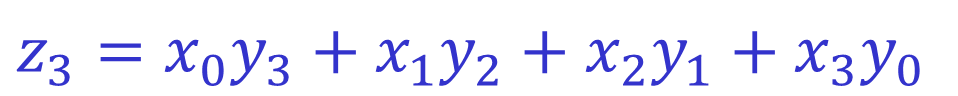 z₃ = x₀y₃ + x₁y₂ + x₂y₁ + x₃y₀